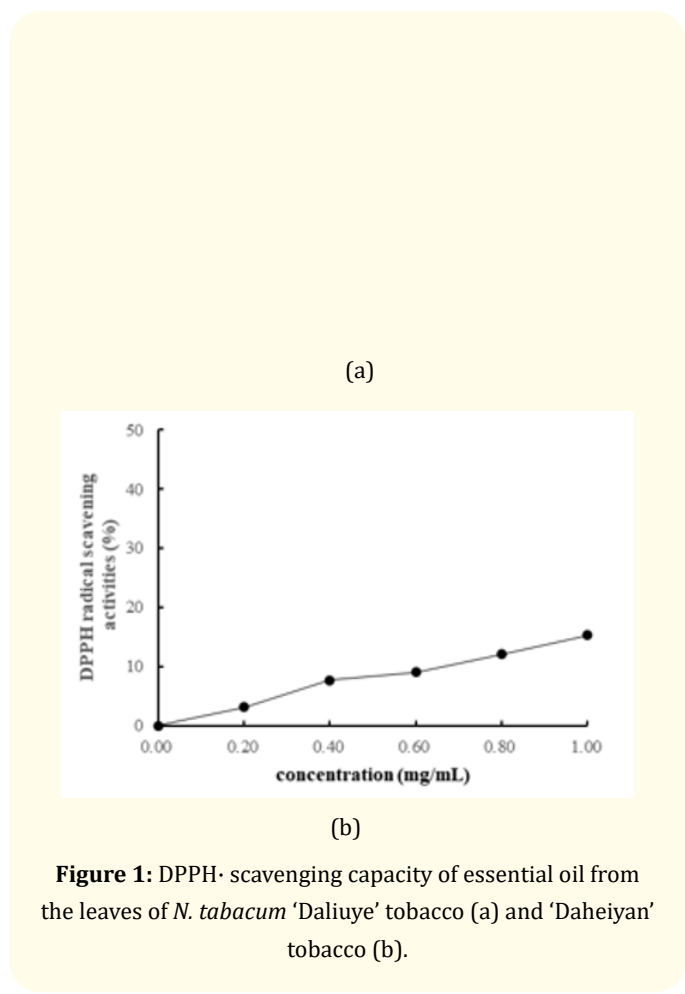 (a)
50
40
30
20
10
0
DPPH radical scavening
activities (%)
0.00 0.20 0.40 0.60 0.80 1.00
concentration (mg/mL)
(b)
Figure 1: DPPH· scavenging capacity of essential oil from
the leaves of N. tabacum ‘Daliuye’ tobacco (a) and ‘Daheiyan’
tobacco (b).